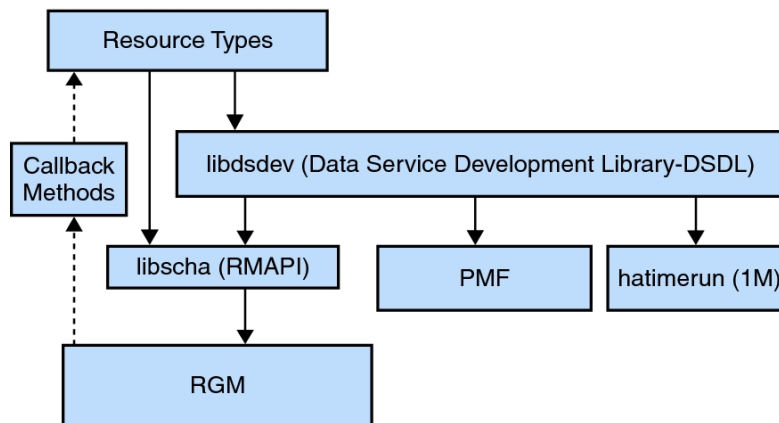 Resource Types
Callback
Methods
libdsdev (Data Service Development Library-DSDL)
libscha (RMAPI)
PMF
hatimerun (1M)
RGM